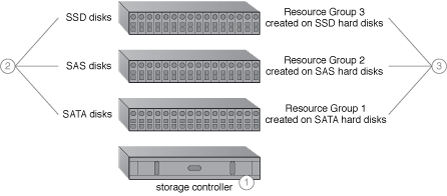 SSD disks
Resource Group 3
created on SSD hard disks
2
SAS disks
Resource Group 2
created on SAS hard disks
3
SATA disks
Resource Group 1
created on SATA hard disks
storage controller
1